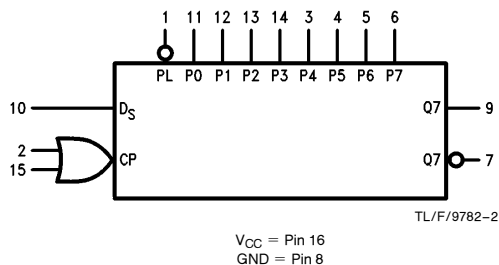 1 11 12 13 14 3 4 5 6
PL P0 P1 P2 P3 P4 P5 P6 P7
10 DS Q7 9
2 CP Q7 7
15
TL/F/9782–2
VCC = Pin 16
GND = Pin 8